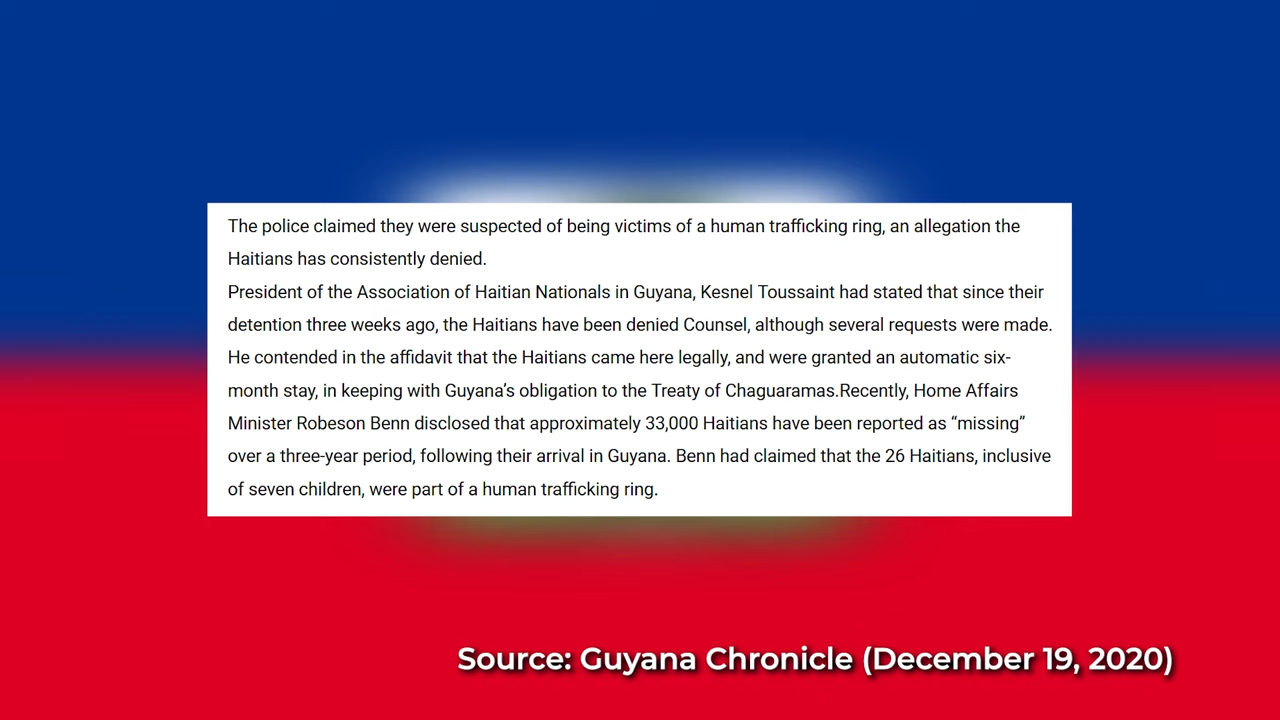 The police claimed they were suspected of being victims of a human trafficking ring, an allegation the
Haitians has consistently denied.
President of the Association of Haitian Nationals in Guyana, Kesnel Toussaint had stated that since their
detention three weeks ago, the Haitians have been denied Counsel, although several requests were made.
He contended in the affidavit that the Haitians came here legally, and were granted an automatic six-
month stay, in keeping with Guyana’s obligation to the Treaty of Chaguaramas.Recently, Home Affairs
Minister Robeson Benn disclosed that approximately 33,000 Haitians have been reported as “missing”
over a three-year period, following their arrival in Guyana. Benn had claimed that the 26 Haitians, inclusive
of seven children, were part of a human trafficking ring.
Source: Guyana Chronicle (December 19, 2020)